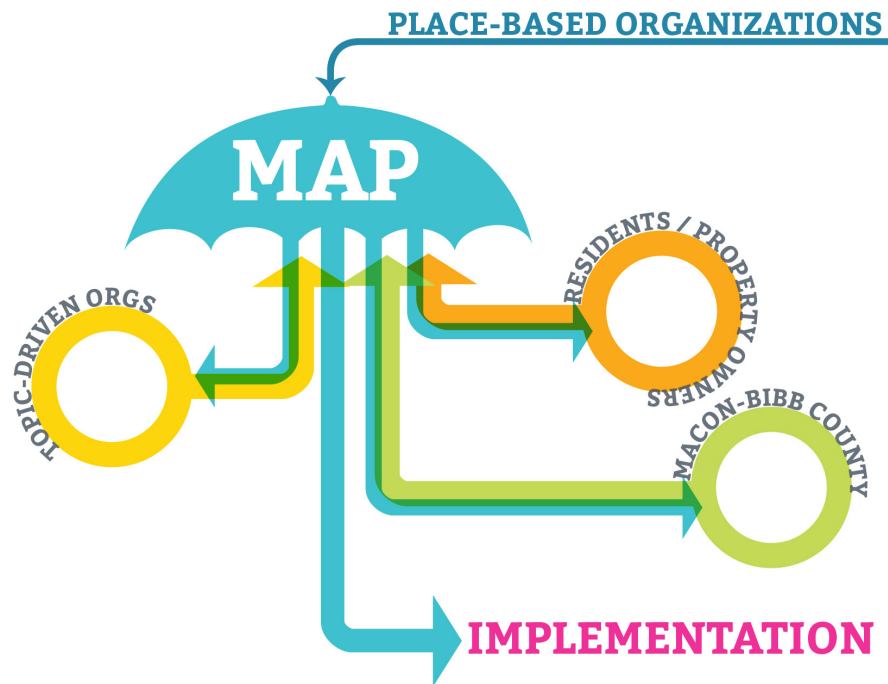 PLACE-BASED ORGANIZATIONS
MAP
RESIDENTS / PROPERTY OWNERS
TOPIC-DRIVEN ORGS
MACON-BIBB COUNTY
IMPLEMENTATION